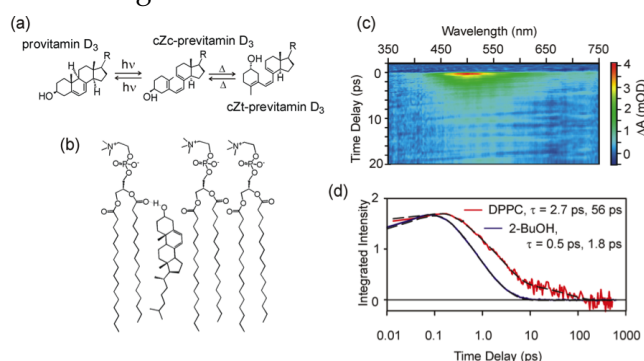 (a)
provitamin D3
cZc-previtamin D3
cZt-previtamin D3
R
R
R
H
hν
hν
Δ
Δ
HO
HO
OH
(b)
N+
O
O-P-O-
O
O
O
O
O
HO
(c)
Wavelength (nm)
350 450 550 650 750
Time Delay (ps)
0
10
20
ΔA (mOD)
4
3
2
1
0
(d)
Integrated Intensity
2
1
0
DPPC, τ = 2.7 ps, 56 ps
2-BuOH,
τ = 0.5 ps, 1.8 ps
0.01 0.1 1.0 10 100 1000
Time Delay (ps)